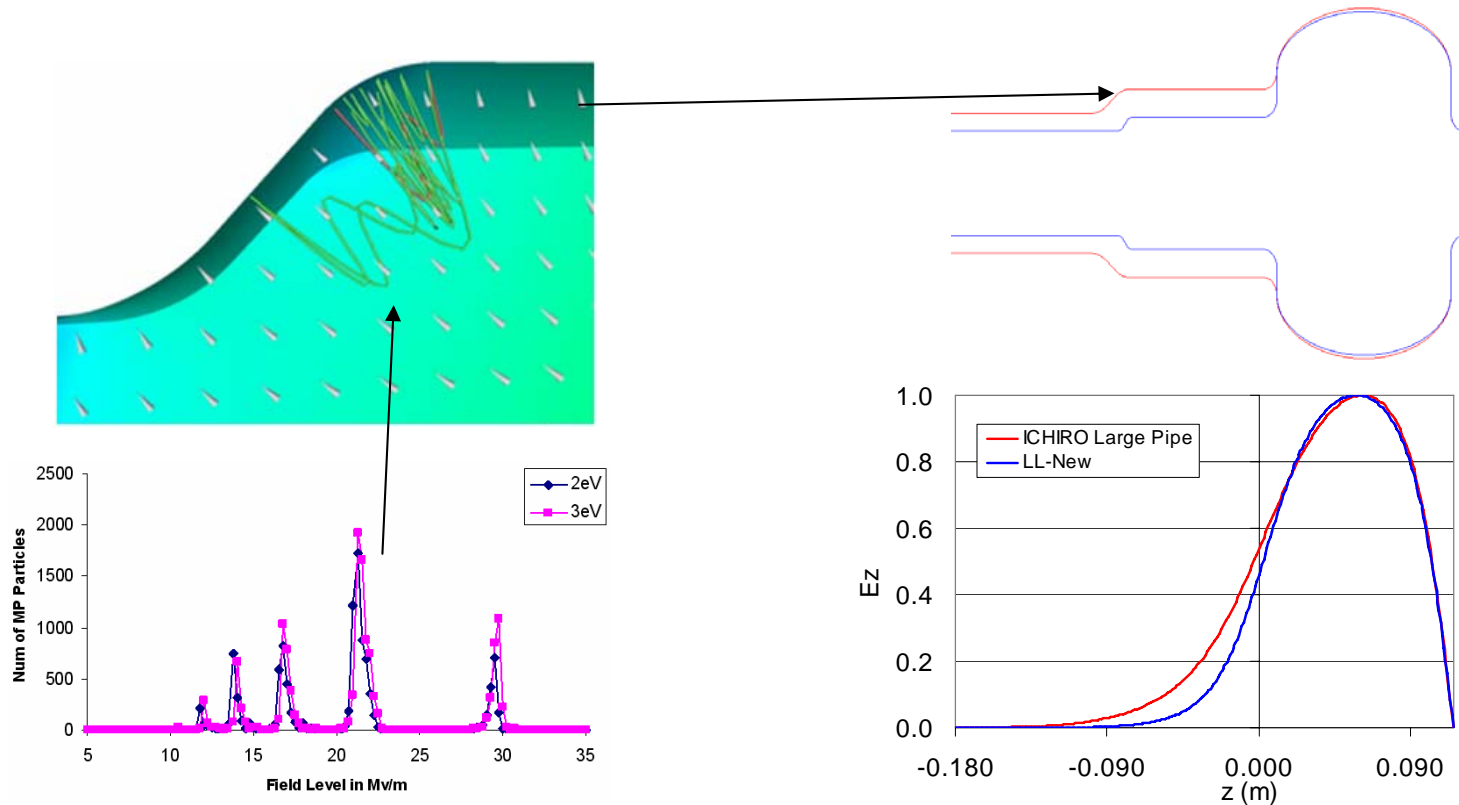 2500
2000
1500
1000
500
0
Num of MP Particles
5 10 15 20 25 30 35
Field Level in Mv/m
2eV
3eV
1.0
0.8
0.6
0.4
0.2
0.0
Ez
ICHIRO Large Pipe
LL-New
-0.180 -0.090 0.000 0.090
z (m)